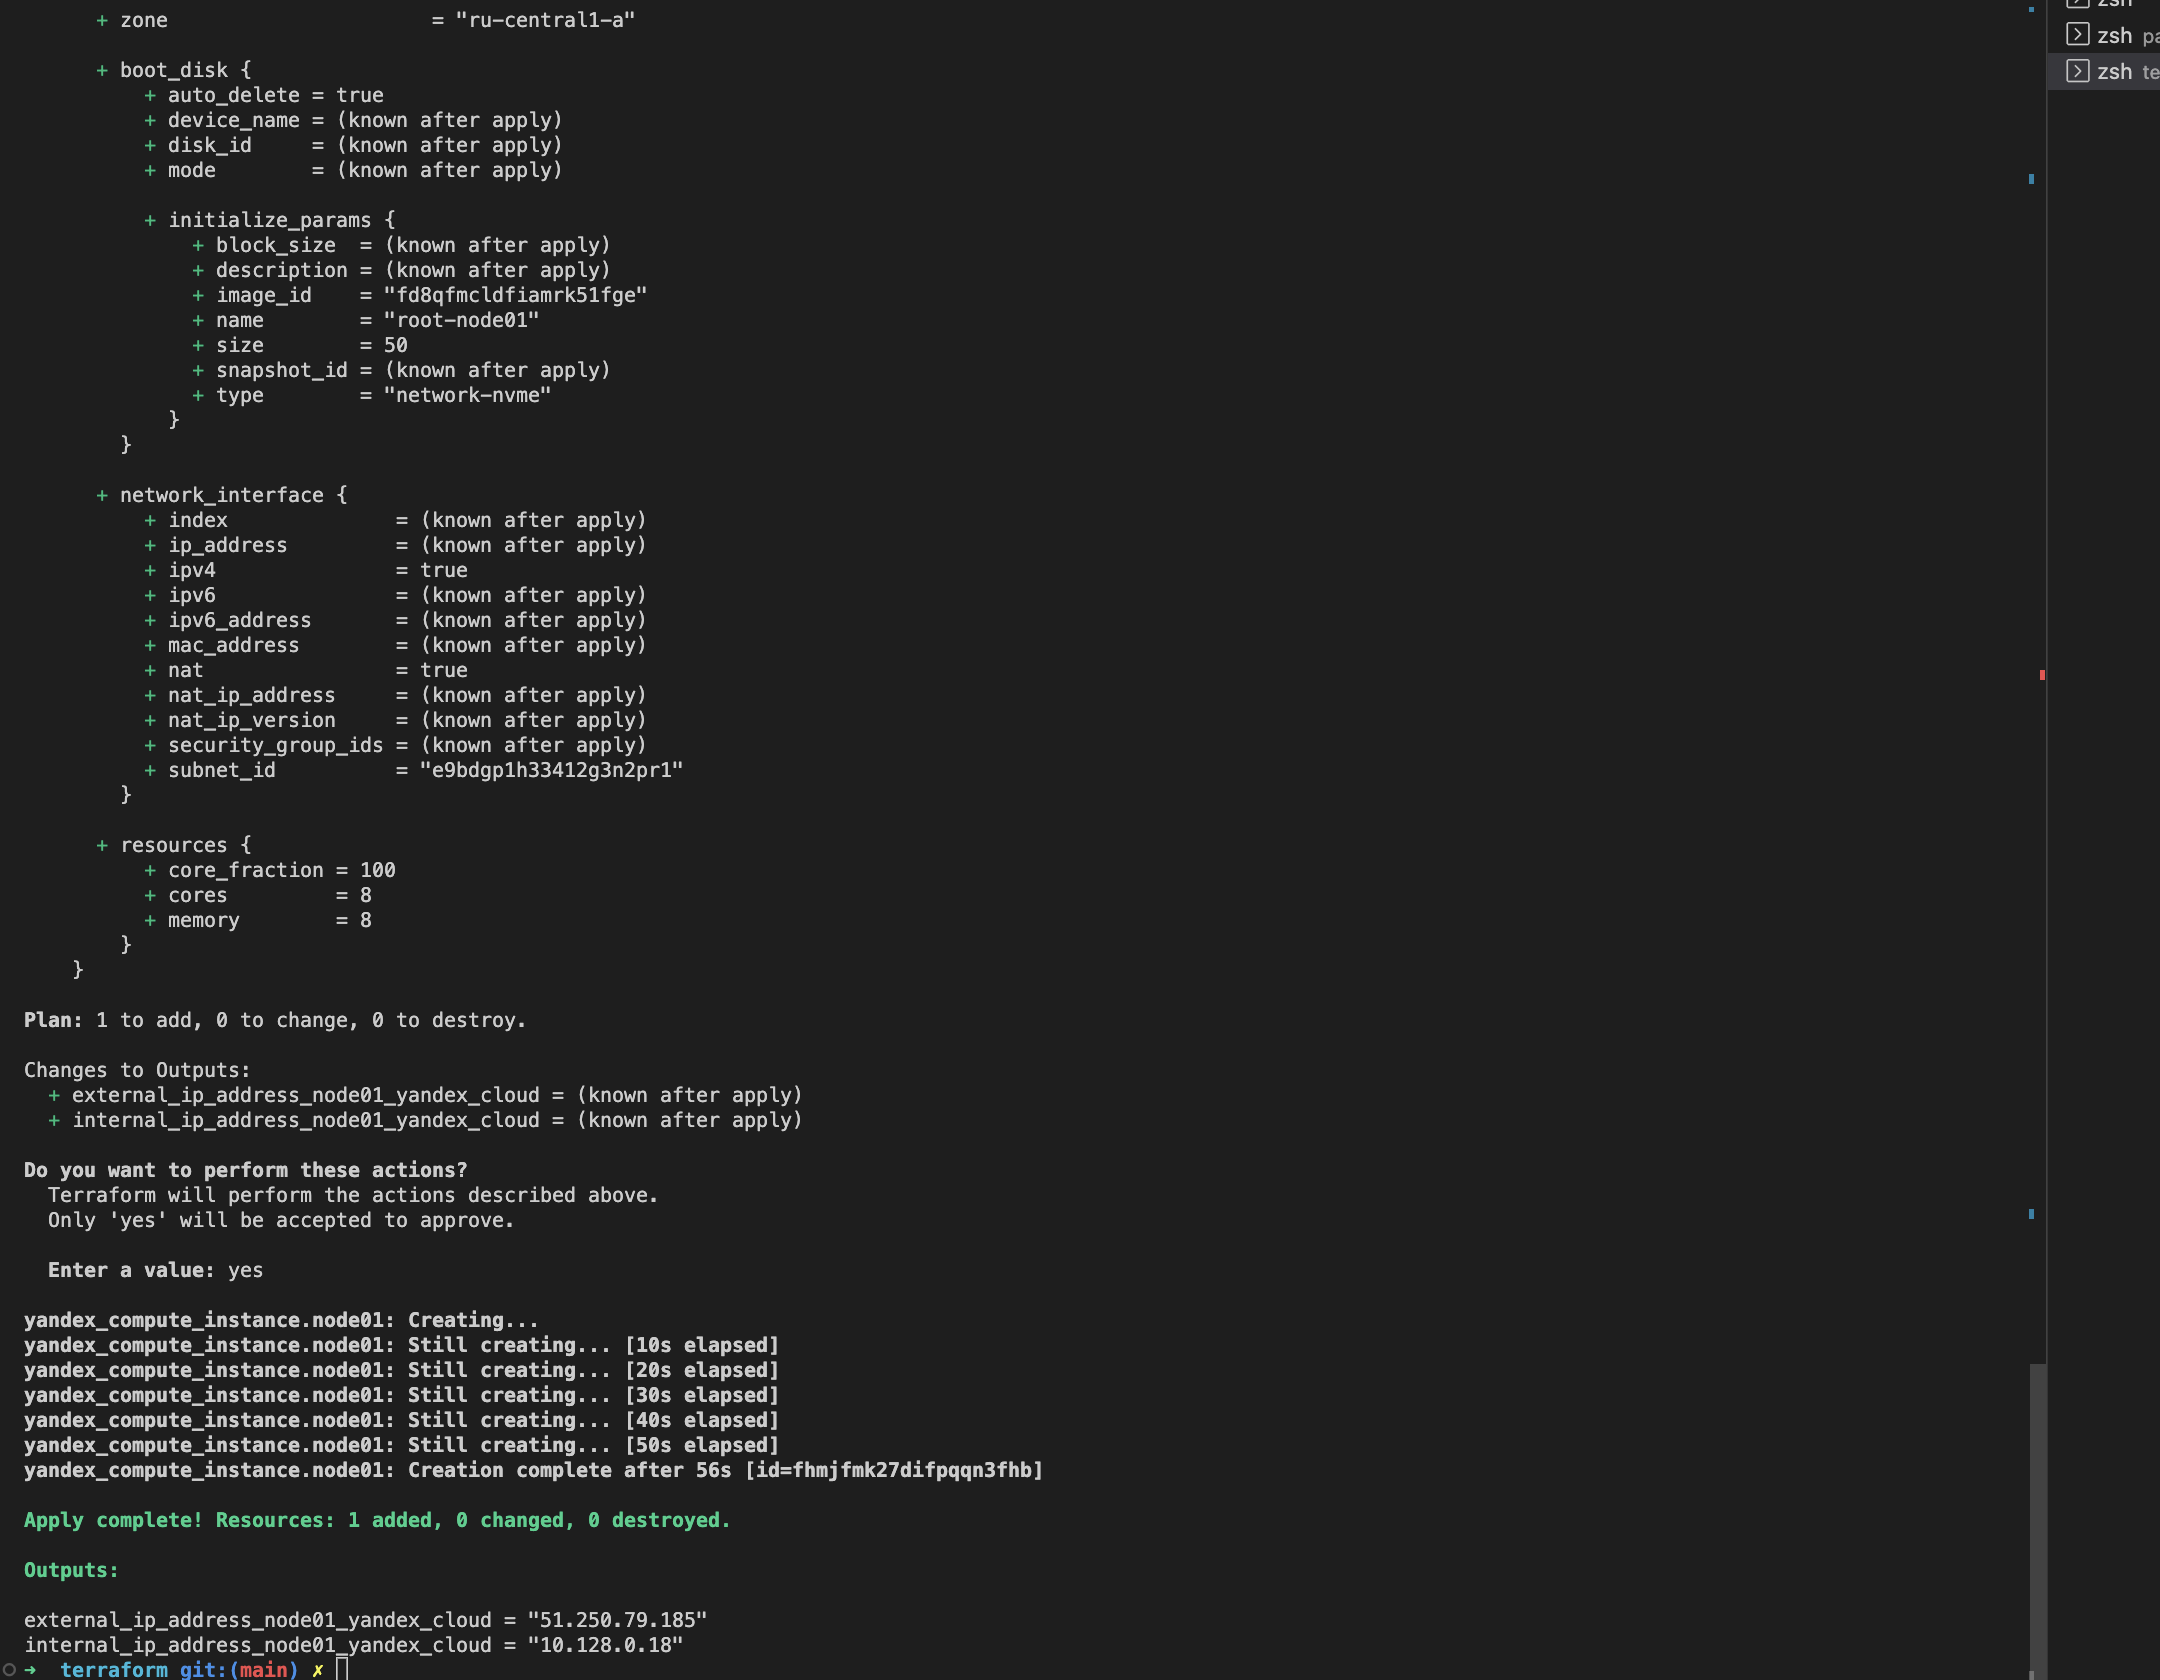 + zone                      = "ru-central1-a"
+ boot_disk {
+ auto_delete = true
+ device_name = (known after apply)
+ disk_id     = (known after apply)
+ mode        = (known after apply)
+ initialize_params {
+ block_size  = (known after apply)
+ description = (known after apply)
+ image_id    = "fd8qfmcldfiamrk51fge"
+ name        = "root-node01"
+ size        = 50
+ snapshot_id = (known after apply)
+ type        = "network-nvme"
}
}
+ network_interface {
+ index              = (known after apply)
+ ip_address         = (known after apply)
+ ipv4               = true
+ ipv6               = (known after apply)
+ ipv6_address       = (known after apply)
+ mac_address        = (known after apply)
+ nat                = true
+ nat_ip_address     = (known after apply)
+ nat_ip_version     = (known after apply)
+ security_group_ids = (known after apply)
+ subnet_id          = "e9bdgp1h33412g3n2pr1"
}
+ resources {
+ core_fraction = 100
+ cores         = 8
+ memory        = 8
}
}
Plan: 1 to add, 0 to change, 0 to destroy.
Changes to Outputs:
+ external_ip_address_node01_yandex_cloud = (known after apply)
+ internal_ip_address_node01_yandex_cloud = (known after apply)
Do you want to perform these actions?
Terraform will perform the actions described above.
Only 'yes' will be accepted to approve.
Enter a value: yes
yandex_compute_instance.node01: Creating...
yandex_compute_instance.node01: Still creating... [10s elapsed]
yandex_compute_instance.node01: Still creating... [20s elapsed]
yandex_compute_instance.node01: Still creating... [30s elapsed]
yandex_compute_instance.node01: Still creating... [40s elapsed]
yandex_compute_instance.node01: Still creating... [50s elapsed]
yandex_compute_instance.node01: Creation complete after 56s [id=fhmjfmk27difpqqn3fhb]
Apply complete! Resources: 1 added, 0 changed, 0 destroyed.
Outputs:
external_ip_address_node01_yandex_cloud = "51.250.79.185"
internal_ip_address_node01_yandex_cloud = "10.128.0.18"
➜  terraform git:(main) ✗
zsh
zsh pa
zsh te